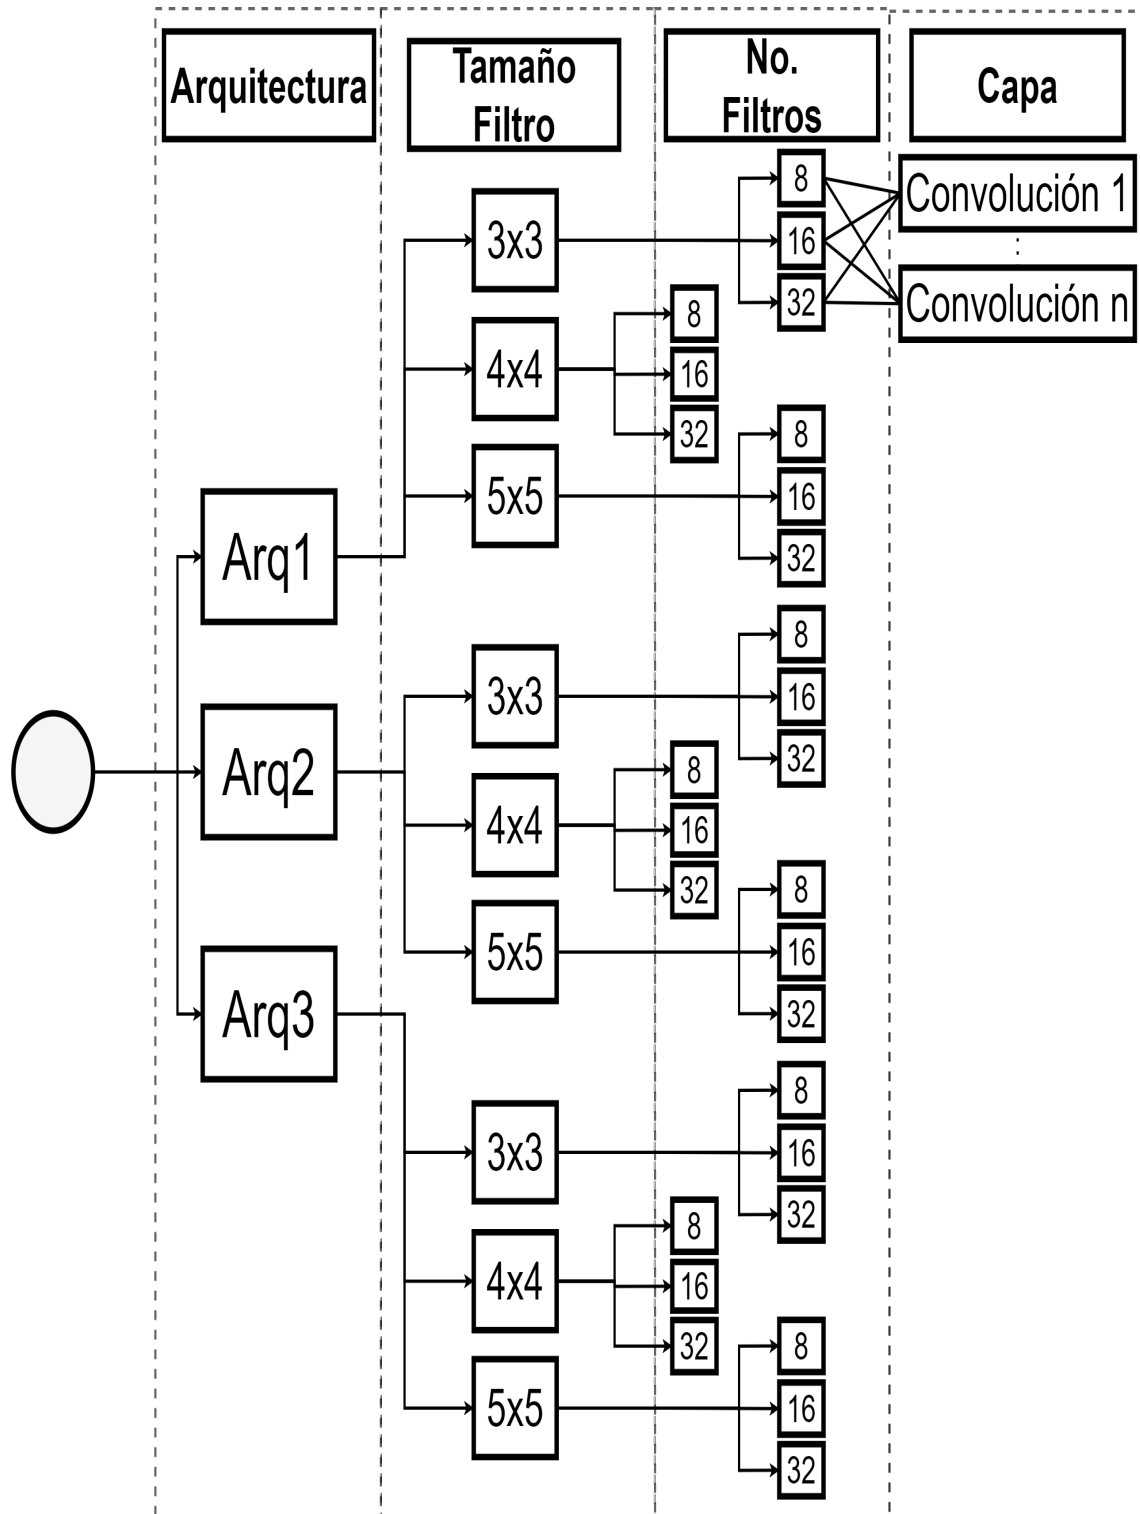 Arquitectura
Tamaño
Filtro
No.
Filtros
Capa
Arq1
3x3
8
16
32
Convolución 1
Convolución n
4x4
8
16
32
5x5
8
16
32
Arq2
3x3
8
16
32
4x4
8
16
32
5x5
8
16
32
Arq3
3x3
8
16
32
4x4
8
16
32
5x5
8
16
32